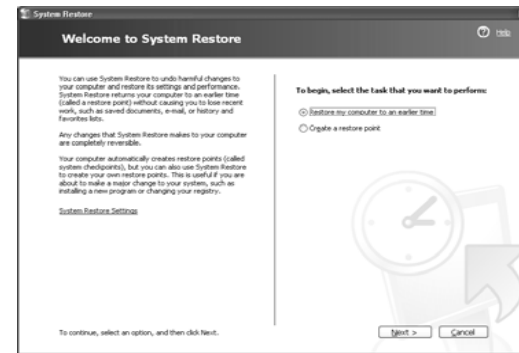 System Restore
Welcome to System Restore
Help
You can use System Restore to undo harmful changes to
your computer and restore its settings and performance.
System Restore returns your computer to an earlier time
(called a restore point) without causing you to lose recent
work, such as saved documents, e-mail, or history and
favorites lists.
Any changes that System Restore makes to your computer
are completely reversible.
Your computer automatically creates restore points (called
system checkpoints), but you can also use System Restore
to create your own restore points. This is useful if you are
about to make a major change to your system, such as
installing a new program or changing your registry.
System Restore Settings
To begin, select the task that you want to perform:
Restore my computer to an earlier time
Create a restore point
To continue, select an option, and then click Next.
Next >
Cancel